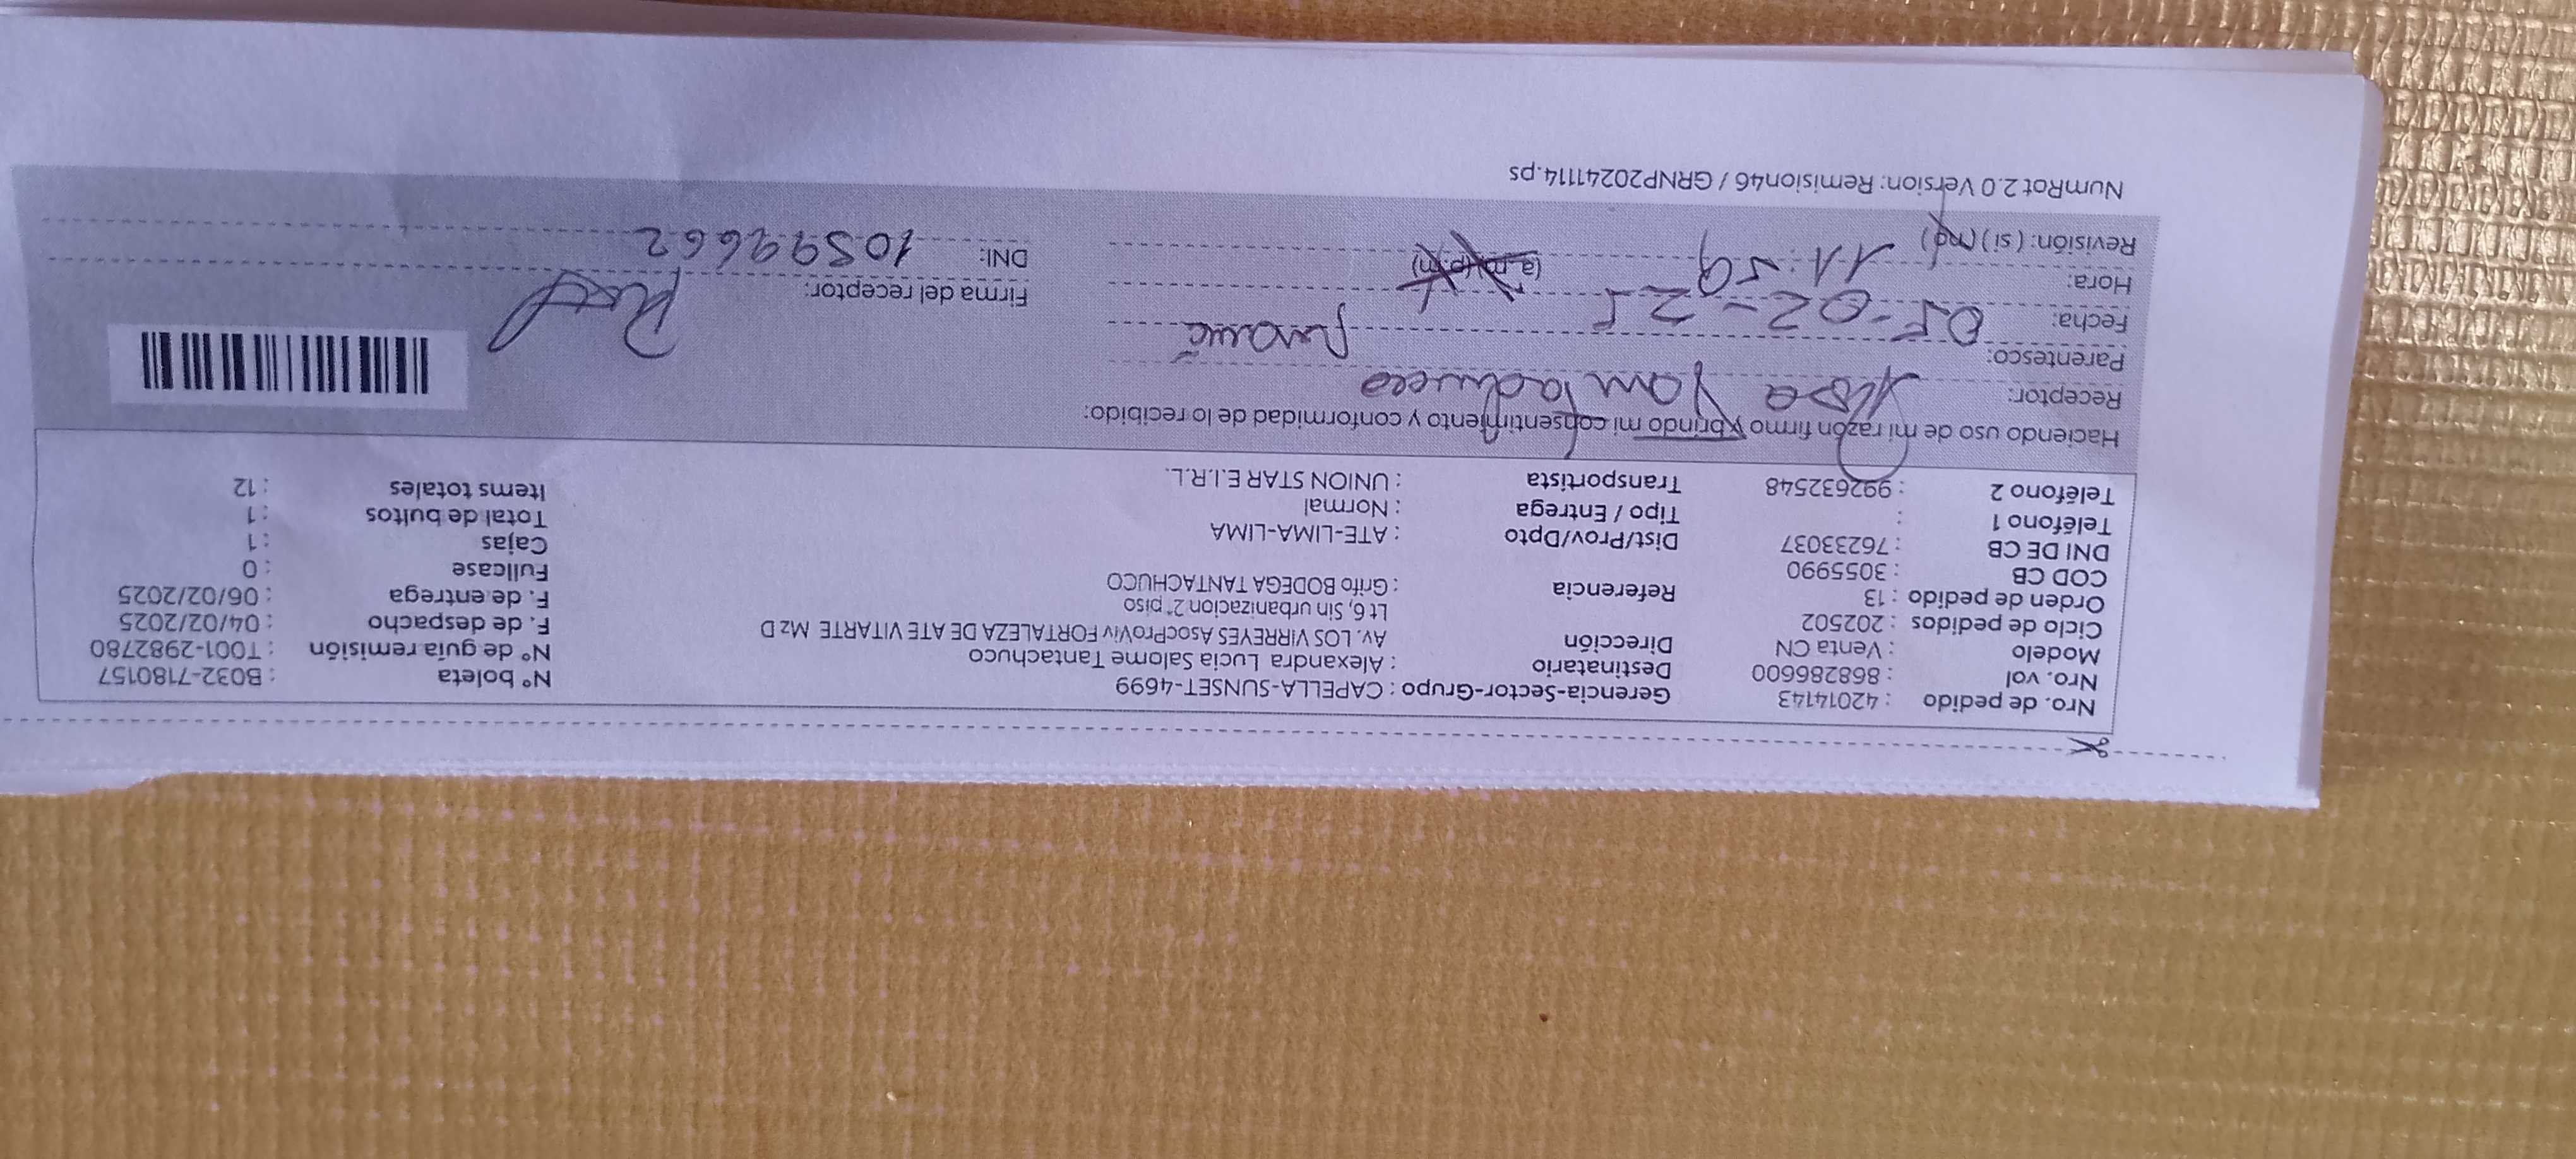 Nro. de pedido : 42014143 Gerencia-Sector-Grupo : CAPELLA-SUNSET-4699 N° boleta : B032-7180157
Nro. vol : 868286600 Destinatario : Alexandra Lucia Salome Tantachuco N° de guía remisión : T001-2982780
Modelo : Venta CN Dirección Av. LOS VIRREYES AsocProViv FORTALEZA DE ATE VITARTE Mz D F. de despacho : 04/02/2025
Ciclo de pedidos : 202502 Lt 6, Sin urbanizacion 2° piso F. de entrega : 06/02/2025
Orden de pedido : 13 Referencia : Grifo BODEGA TANTACHUCO Fullcase : 0
COD CB : 3055990 Cajas : 1
DNI DE CB : 76233037 Dist/Prov/Dpto : ATE-LIMA-LIMA Total de bultos : 1
Teléfono 1 : Tipo / Entrega : Normal Items totales : 12
Teléfono 2 : 992632548 Transportista : UNION STAR E.I.R.L.
Haciendo uso de mi razón firmo y brindo mi consentimiento y conformidad de lo recibido:
Receptor:
Parentesco:
Fecha: 05-02-25 Firma del receptor:
Hora: 11:59 (a.m) (p.m) DNI: 10599662
Revisión: (si) (no)
NumRot 2.0 Version: Remision46 / GRNP20241114.ps